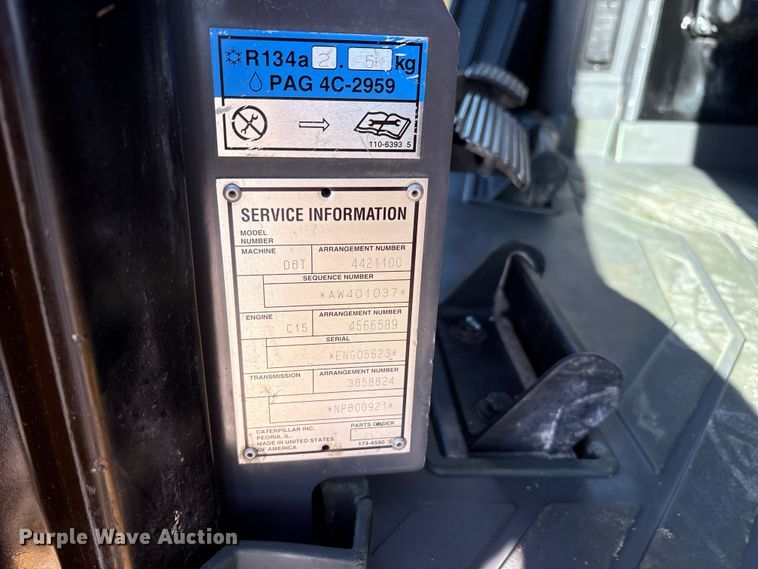 R134a 2.5 kg
PAG 4C-2959
110-6393 5
SERVICE INFORMATION
MODEL
NUMBER
MACHINE ARRANGEMENT NUMBER
D8T 4421100
SEQUENCE NUMBER
*AW401037*
ENGINE ARRANGEMENT NUMBER
C15 4566589
SERIAL
*ENG05623*
TRANSMISSION ARRANGEMENT NUMBER
3858824
*NP800921*
CATERPILLAR INC. PARTS ORDER
PEORIA, IL
MADE IN UNITED STATES
OF AMERICA 174-4590
Purple Wave Auction